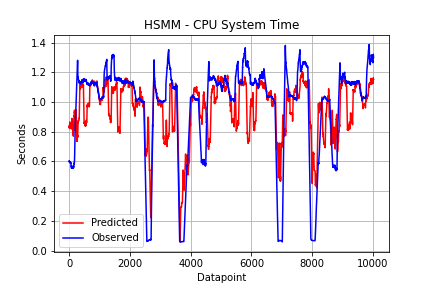 HSMM - CPU System Time
1.4
1.2
1.0
0.8
0.6
0.4
0.2
0.0
Seconds
Predicted
Observed
0 2000 4000 6000 8000 10000
Datapoint